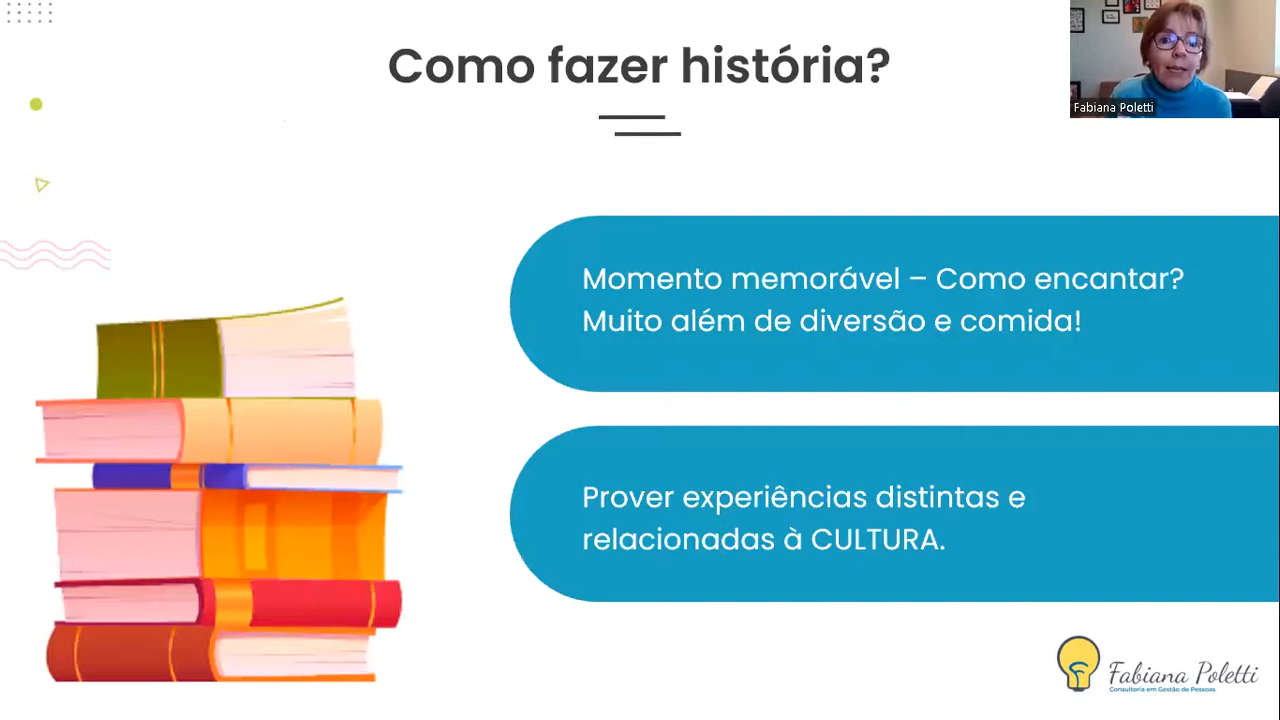 Como fazer história?
Fabiana Poletti
Momento memorável – Como encantar?
Muito além de diversão e comida!
Prover experiências distintas e
relacionadas à CULTURA.
Fabiana Poletti
Consultoria em Gestão de Pessoas